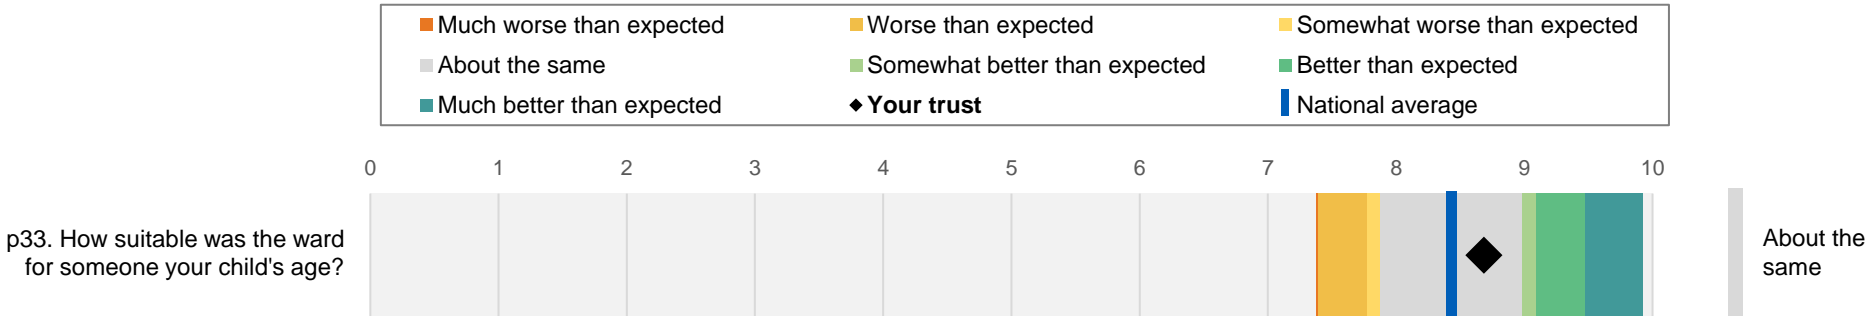 Much worse than expected
Worse than expected
Somewhat worse than expected
About the same
Somewhat better than expected
Better than expected
Much better than expected
Your trust
National average
0 1 2 3 4 5 6 7 8 9 10
p33. How suitable was the ward
for someone your child's age?
About the
same